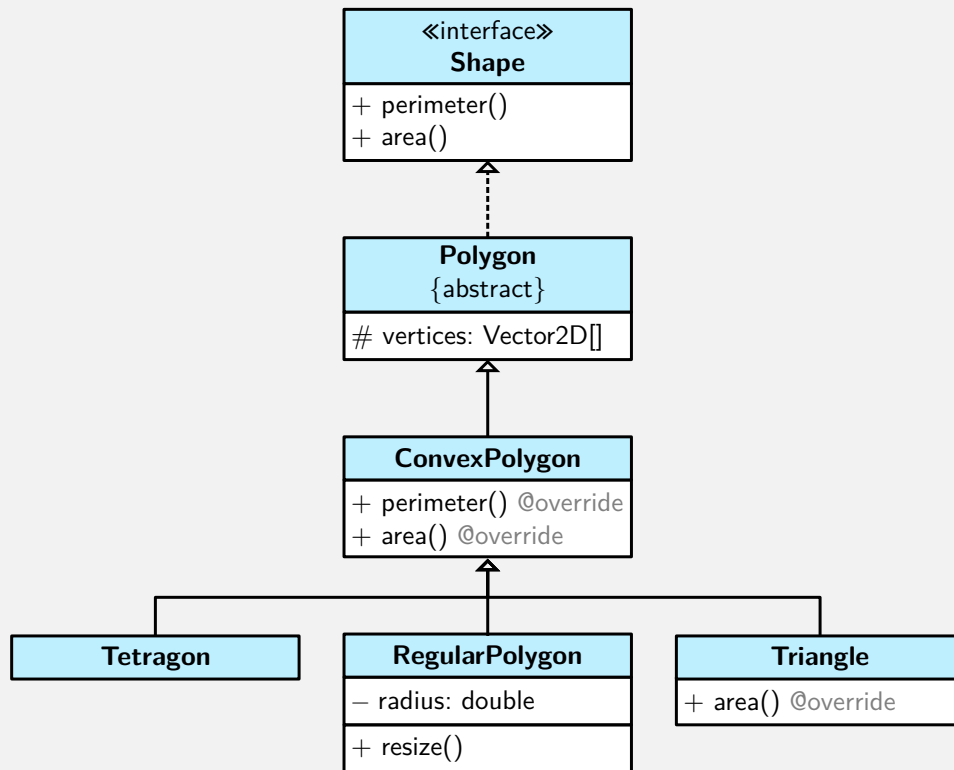 ≪interface≫
Shape
+ perimeter()
+ area()
Polygon
{abstract}
# vertices: Vector2D[]
ConvexPolygon
+ perimeter() @override
+ area() @override
Tetragon
RegularPolygon
− radius: double
+ resize()
Triangle
+ area() @override